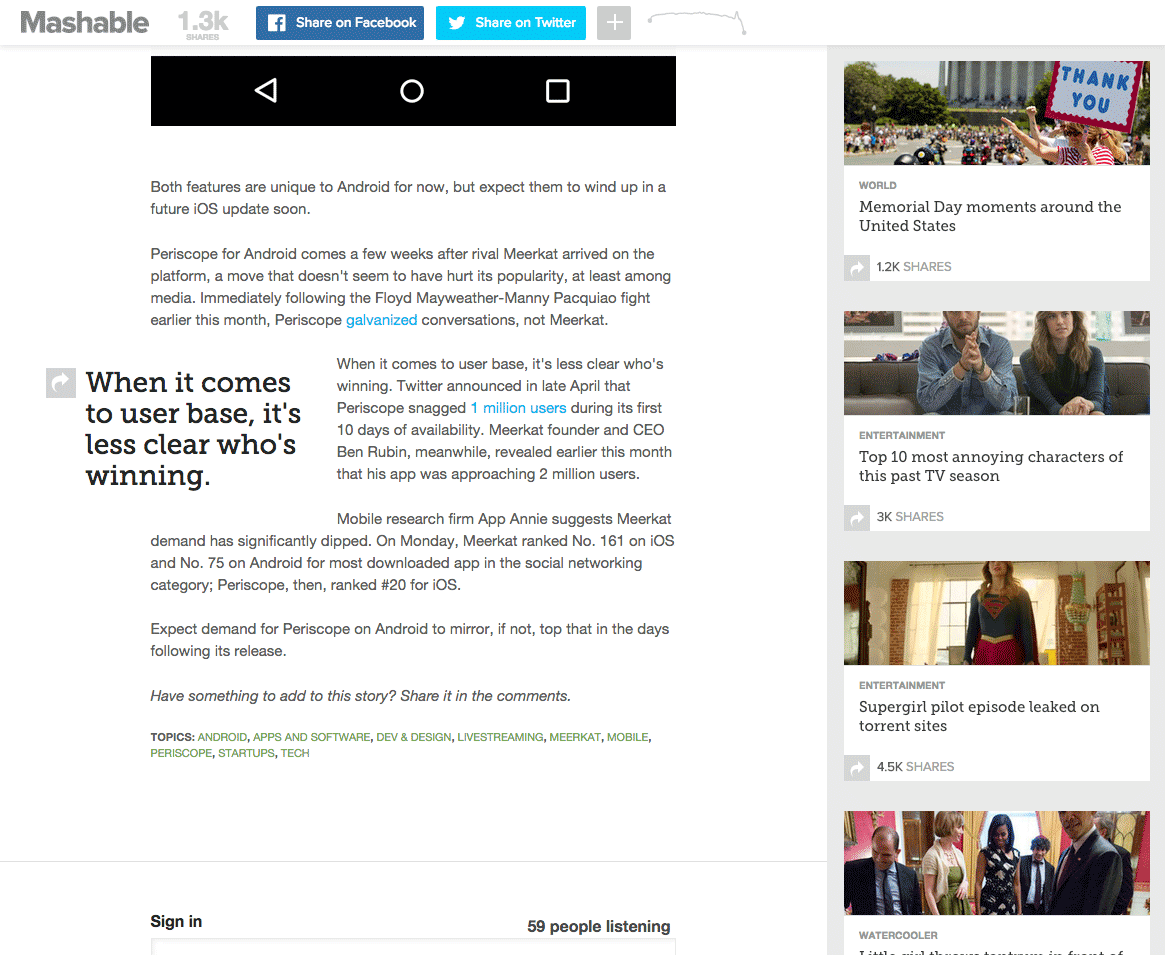 Mashable
1.3k
SHARES
Share on Facebook
Share on Twitter
Both features are unique to Android for now, but expect them to wind up in a
future iOS update soon.
Periscope for Android comes a few weeks after rival Meerkat arrived on the
platform, a move that doesn't seem to have hurt its popularity, at least among
media. Immediately following the Floyd Mayweather-Manny Pacquiao fight
earlier this month, Periscope galvanized conversations, not Meerkat.
When it comes
to user base, it's
less clear who's
winning.
When it comes to user base, it's less clear who's
winning. Twitter announced in late April that
Periscope snagged 1 million users during its first
10 days of availability. Meerkat founder and CEO
Ben Rubin, meanwhile, revealed earlier this month
that his app was approaching 2 million users.
Mobile research firm App Annie suggests Meerkat
demand has significantly dipped. On Monday, Meerkat ranked No. 161 on iOS
and No. 75 on Android for most downloaded app in the social networking
category; Periscope, then, ranked #20 for iOS.
Expect demand for Periscope on Android to mirror, if not, top that in the days
following its release.
Have something to add to this story? Share it in the comments.
TOPICS: ANDROID, APPS AND SOFTWARE, DEV & DESIGN, LIVESTREAMING, MEERKAT, MOBILE,
PERISCOPE, STARTUPS, TECH
Sign in
59 people listening
THANK
YOU
WORLD
Memorial Day moments around the
United States
1.2K SHARES
ENTERTAINMENT
Top 10 most annoying characters of
this past TV season
3K SHARES
ENTERTAINMENT
Supergirl pilot episode leaked on
torrent sites
4.5K SHARES
WATERCOOLER
Little girl throws tantrum in front of